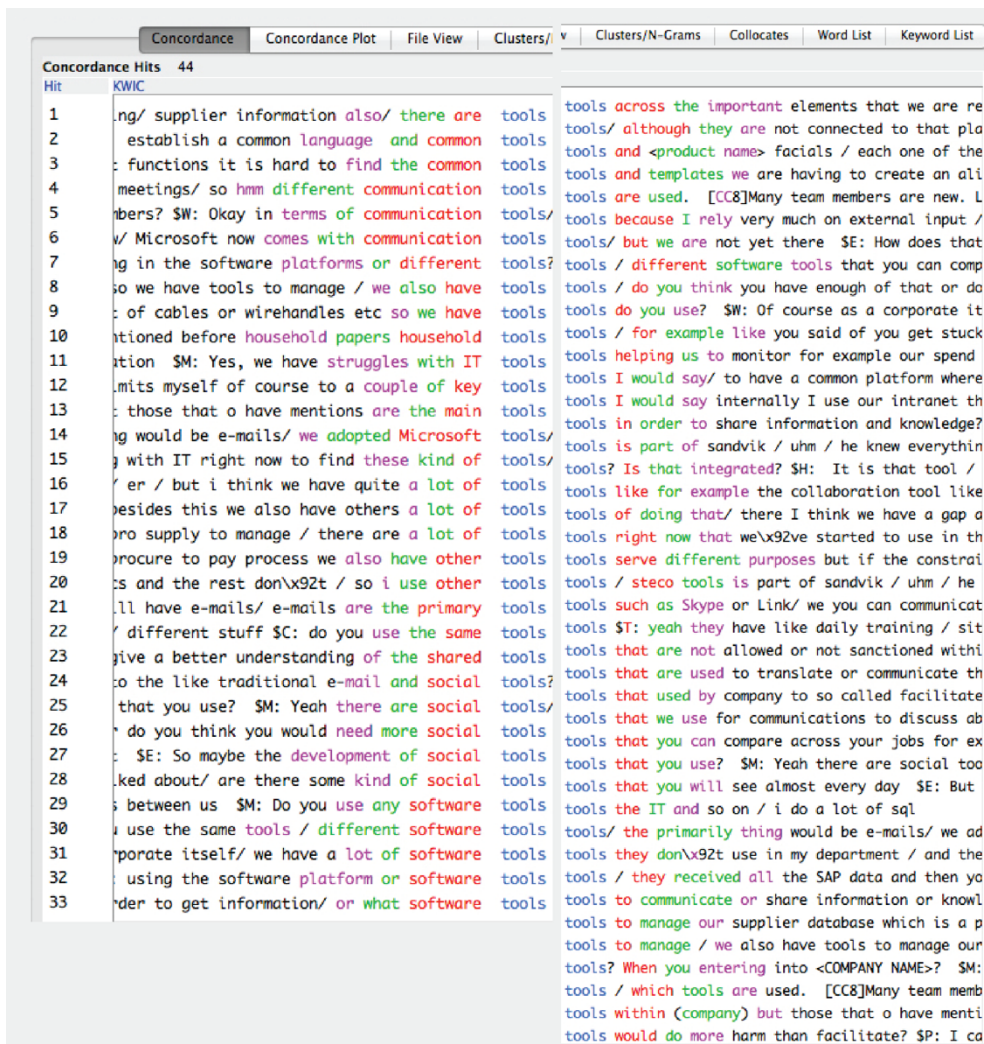 Concordance Concordance Plot File View Clusters/
Concordance Hits 44
Hit KWIC
1 ing/ supplier information also/ there are tools
2 establish a common language and common tools
3 functions it is hard to find the common tools
4 meetings/ so hmm different communication tools
5 mbers? $W: Okay in terms of communication tools/
6 w/ Microsoft now comes with communication tools
7 ng in the software platforms or different tools?
8 so we have tools to manage / we also have tools
9 of cables or wirehandles etc so we have tools
10 ntioned before household papers household tools
11 ation $M: Yes, we have struggles with IT tools
12 imits myself of course to a couple of key tools
13 those that o have mentions are the main tools
14 ng would be e-mails/ we adopted Microsoft tools/
15 g with IT right now to find these kind of tools/
16 / er / but i think we have quite a lot of tools
17 besides this we also have others a lot of tools
18 pro supply to manage / there are a lot of tools
19 procure to pay process we also have other tools
20 ts and the rest don\x92t / so i use other tools
21 ill have e-mails/ e-mails are the primary tools
22 / different stuff $C: do you use the same tools
23 give a better understanding of the shared tools
24 to the like traditional e-mail and social tools?
25 that you use? $M: Yeah there are social tools/
26 r do you think you would need more social tools
27 $E: So maybe the development of social tools
28 lked about/ are there some kind of social tools
29 s between us $M: Do you use any software tools
30 u use the same tools / different software tools
31 rporate itself/ we have a lot of software tools
32 using the software platform or software tools
33 rder to get information/ or what software tools
w Clusters/N-Grams Collocates Word List Keyword List
tools across the important elements that we are re
tools/ although they are not connected to that pla
tools and <product name> facials / each one of the
tools and templates we are having to create an ali
tools are used. [CC8]Many team members are new. L
tools because I rely very much on external input /
tools/ but we are not yet there $E: How does that
tools / different software tools that you can comp
tools / do you think you have enough of that or do
tools do you use? $W: Of course as a corporate it
tools / for example like you said of you get stuck
tools helping us to monitor for example our spend
tools I would say/ to have a common platform where
tools I would say internally I use our intranet th
tools in order to share information and knowledge?
tools is part of sandvik / uhm / he knew everythin
tools? Is that integrated? $H: It is that tool /
tools like for example the collaboration tool like
tools of doing that/ there I think we have a gap a
tools right now that we\x92ve started to use in th
tools serve different purposes but if the constrai
tools / steco tools is part of sandvik / uhm / he
tools such as Skype or Link/ we you can communicat
tools $T: yeah they have like daily training / sit
tools that are not allowed or not sanctioned withi
tools that are used to translate or communicate th
tools that used by company to so called facilitate
tools that we use for communications to discuss ab
tools that you can compare across your jobs for ex
tools that you use? $M: Yeah there are social too
tools that you will see almost every day $E: But
tools the IT and so on / i do a lot of sql
tools/ the primarily thing would be e-mails/ we ad
tools they don\x92t use in my department / and the
tools / they received all the SAP data and then yo
tools to communicate or share information or knowl
tools to manage our supplier database which is a p
tools to manage / we also have tools to manage our
tools? When you entering into <COMPANY NAME>? $M:
tools / which tools are used. [CC8]Many team memb
tools within (company) but those that o have menti
tools would do more harm than facilitate? $P: I ca